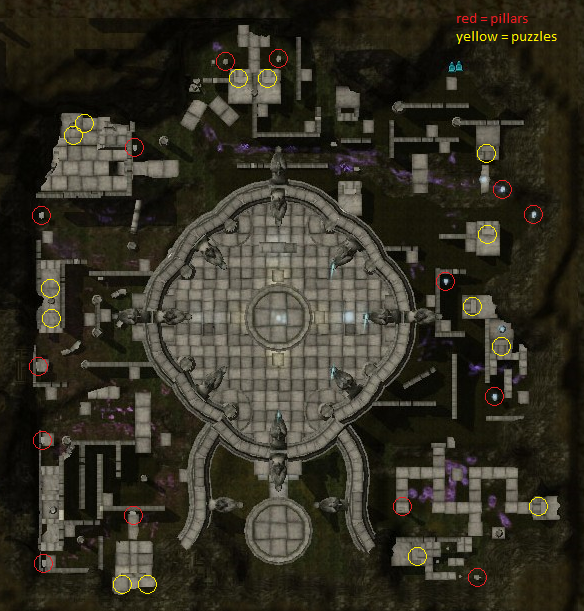 red = pillars
yellow = puzzles